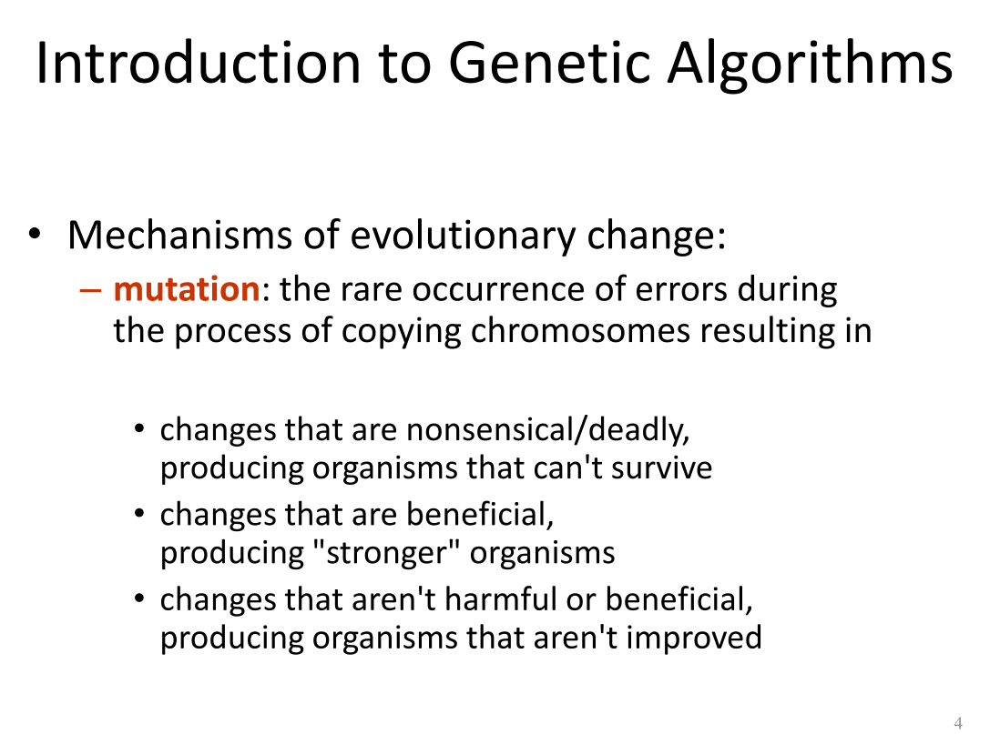 Introduction to Genetic Algorithms
• Mechanisms of evolutionary change:
– mutation: the rare occurrence of errors during
the process of copying chromosomes resulting in
• changes that are nonsensical/deadly,
producing organisms that can't survive
• changes that are beneficial,
producing "stronger" organisms
• changes that aren't harmful or beneficial,
producing organisms that aren't improved
4